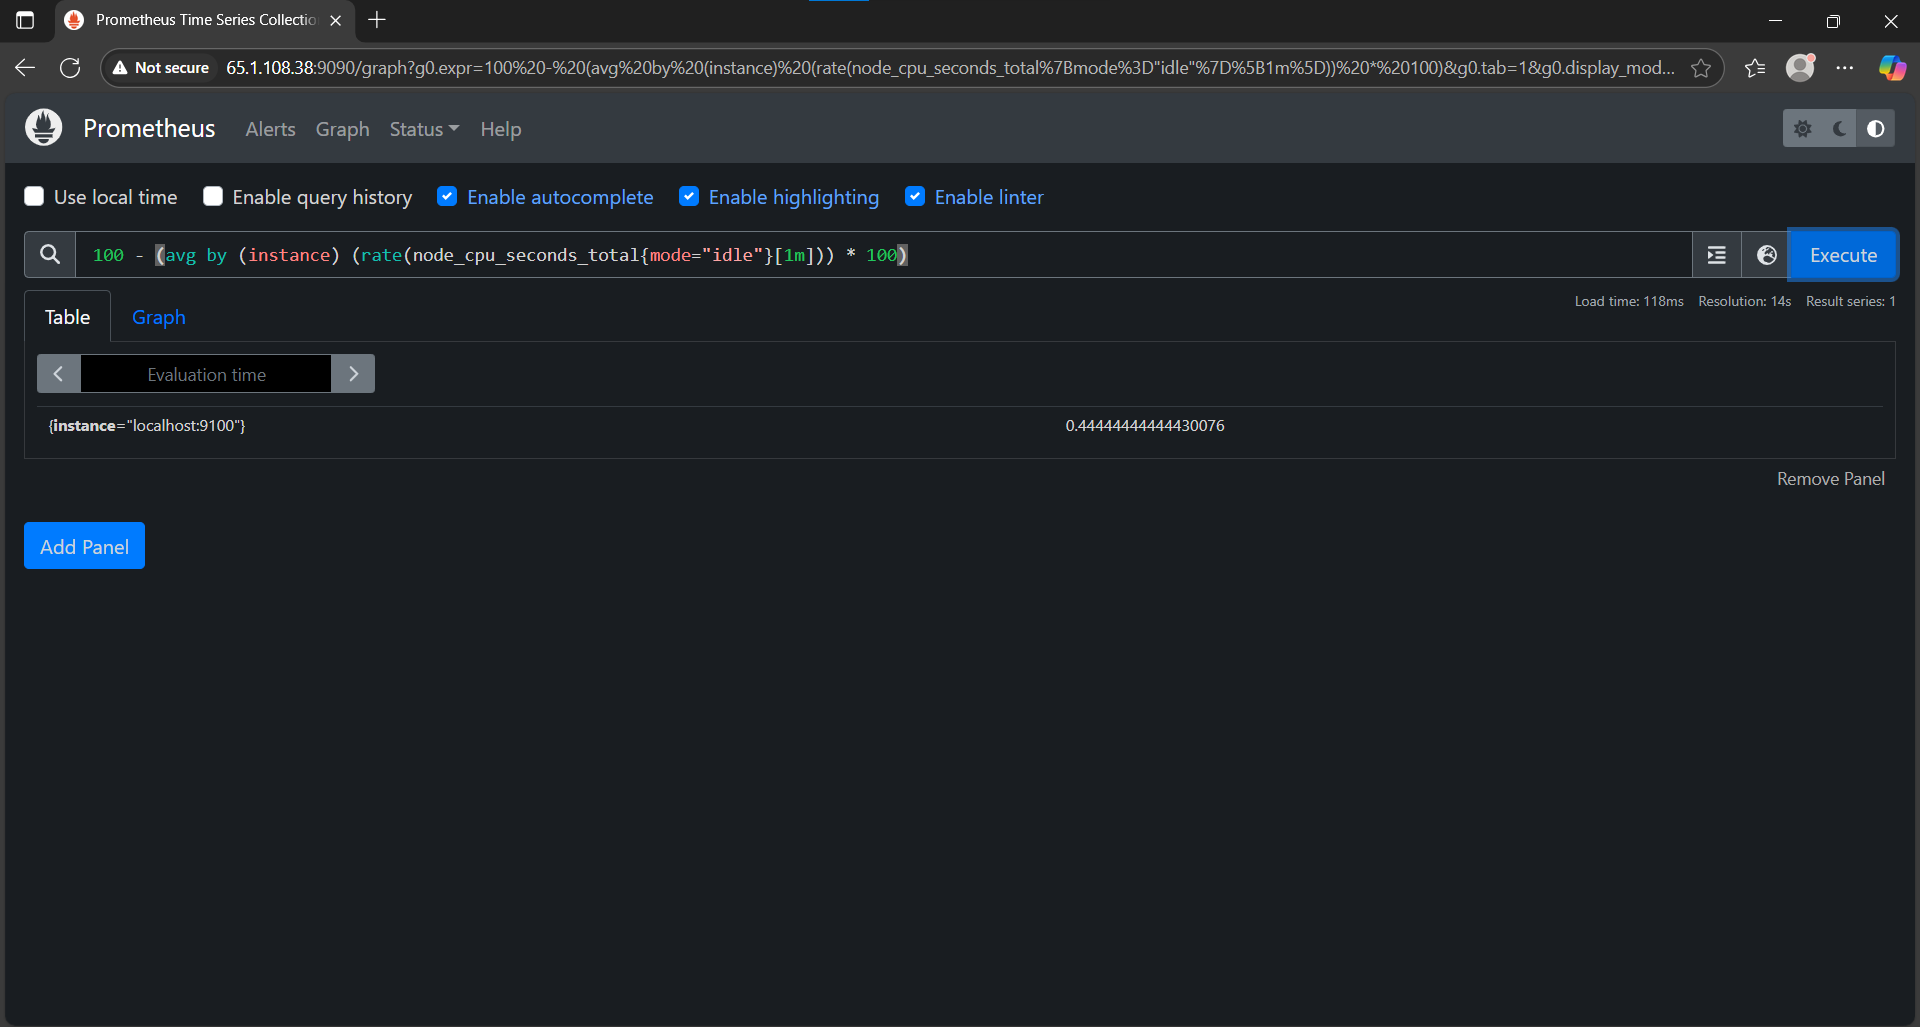 Prometheus Time Series Collectio
Not secure 65.1.108.38:9090/graph?g0.expr=100%20-%20(avg%20by%20(instance)%20(rate(node_cpu_seconds_total%7Bmode%3D"idle"%7D%5B1m%5D))%20*%20100)&g0.tab=1&g0.display_mod...
Prometheus Alerts Graph Status Help
Use local time Enable query history Enable autocomplete Enable highlighting Enable linter
100 - (avg by (instance) (rate(node_cpu_seconds_total{mode="idle"}[1m])) * 100) Execute
Load time: 118ms Resolution: 14s Result series: 1
Table Graph
Evaluation time
{instance="localhost:9100"} 0.44444444444430076
Remove Panel
Add Panel